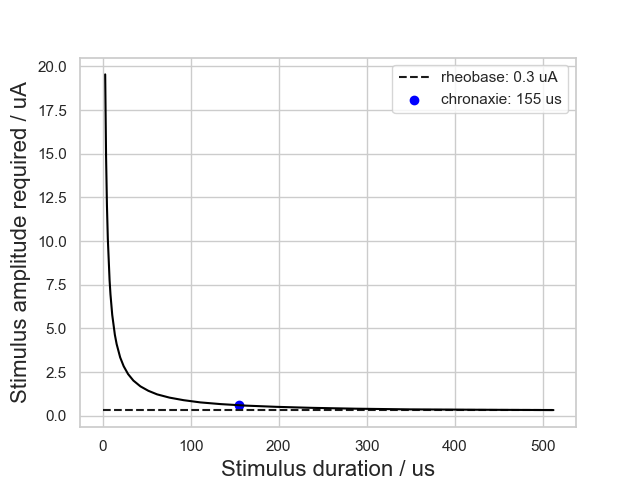 20.0
17.5
15.0
12.5
10.0
7.5
5.0
2.5
0.0
Stimulus amplitude required / uA
rheobase: 0.3 uA
chronaxie: 155 us
0 100 200 300 400 500
Stimulus duration / us